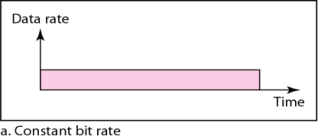 Data rate
Time
a. Constant bit rate